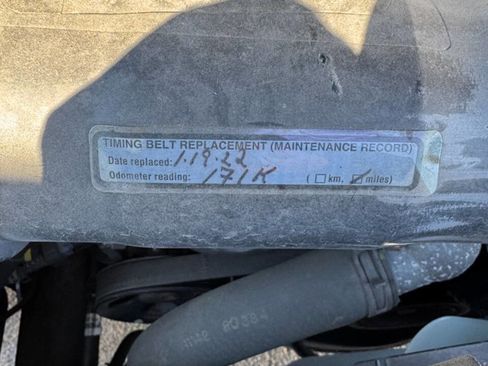 TIMING BELT REPLACEMENT (MAINTENANCE RECORD)
Date replaced: 1.19.22
Odometer reading: 171K ( ☐ km, ☑ miles)